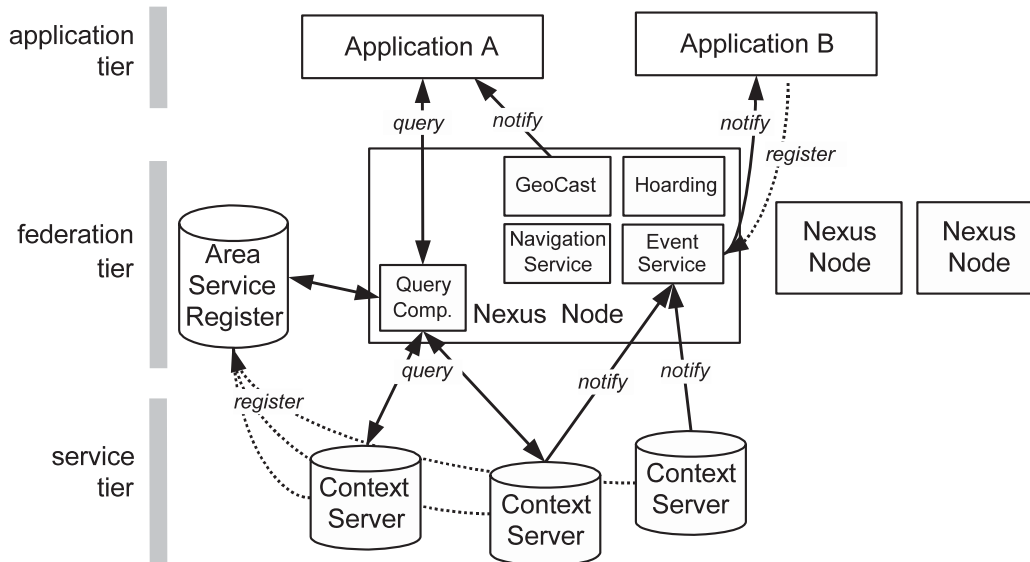 application
tier
Application A
Application B
query
notify
notify
register
federation
tier
Area
Service
Register
GeoCast
Hoarding
Navigation
Service
Event
Service
Query
Comp.
Nexus Node
Nexus
Node
Nexus
Node
query
notify
notify
register
service
tier
Context
Server
Context
Server
Context
Server